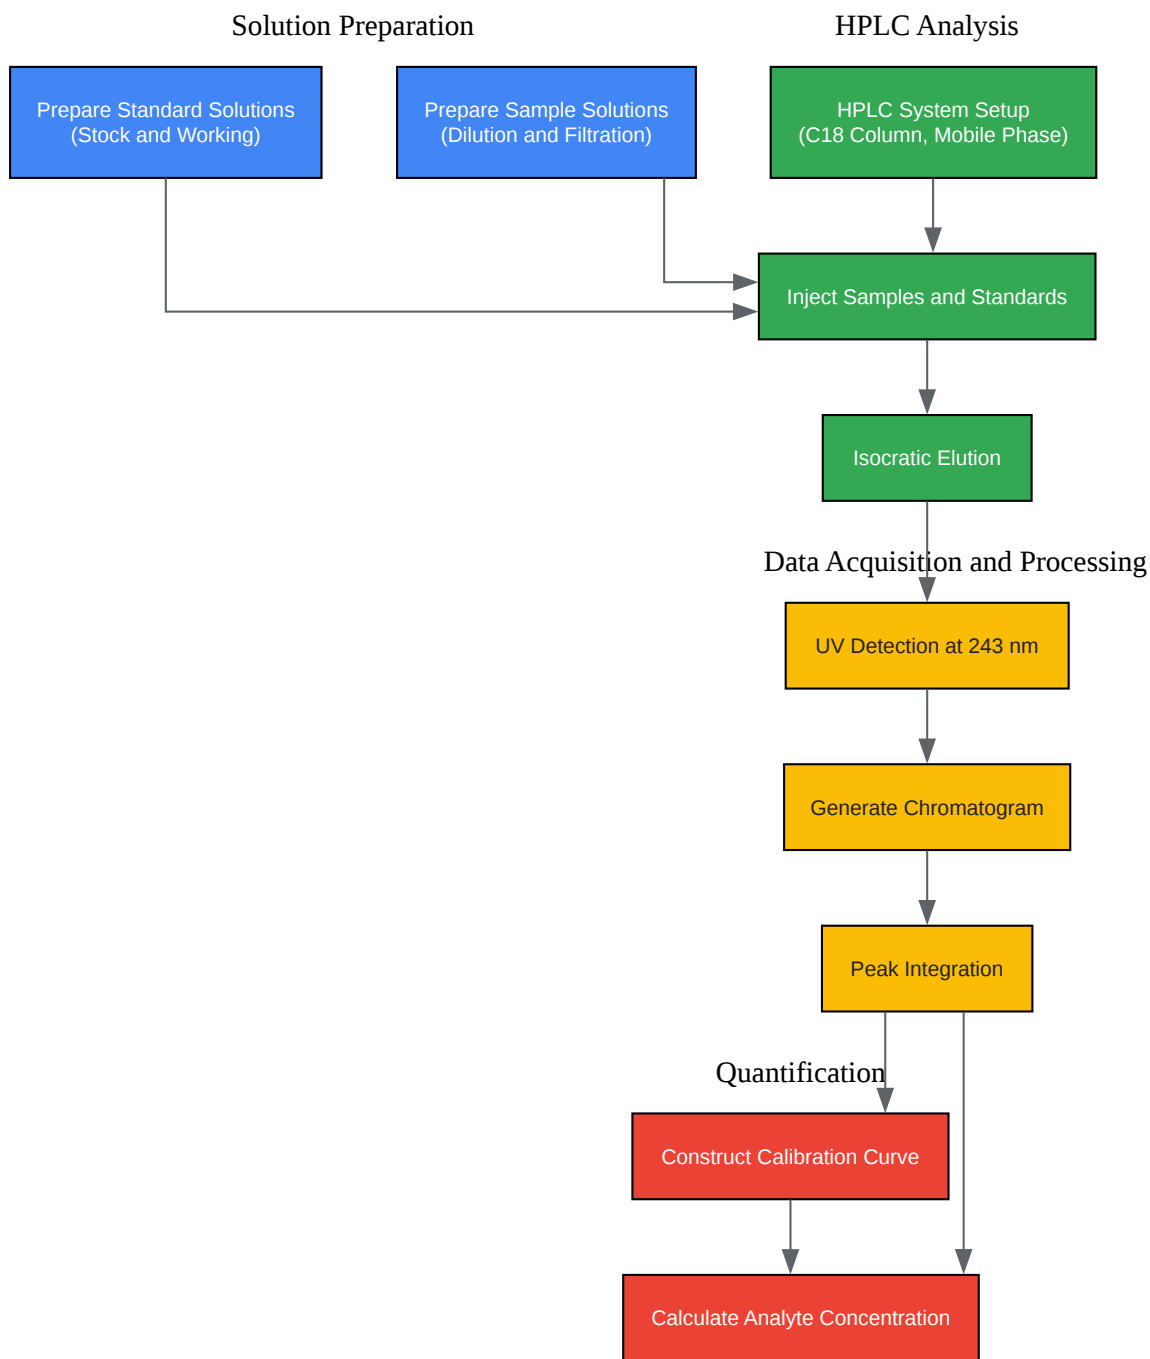 Solution Preparation
HPLC Analysis
Prepare Standard Solutions
(Stock and Working)
Prepare Sample Solutions
(Dilution and Filtration)
HPLC System Setup
(C18 Column, Mobile Phase)
Inject Samples and Standards
Isocratic Elution
Data Acquisition and Processing
UV Detection at 243 nm
Generate Chromatogram
Peak Integration
Quantification
Construct Calibration Curve
Calculate Analyte Concentration